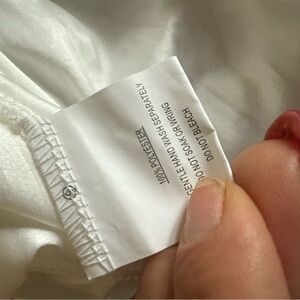 100% POLYESTER
GENTLE HAND WASH SEPARATELY
DO NOT SOAK OR WRING
DO NOT BLEACH